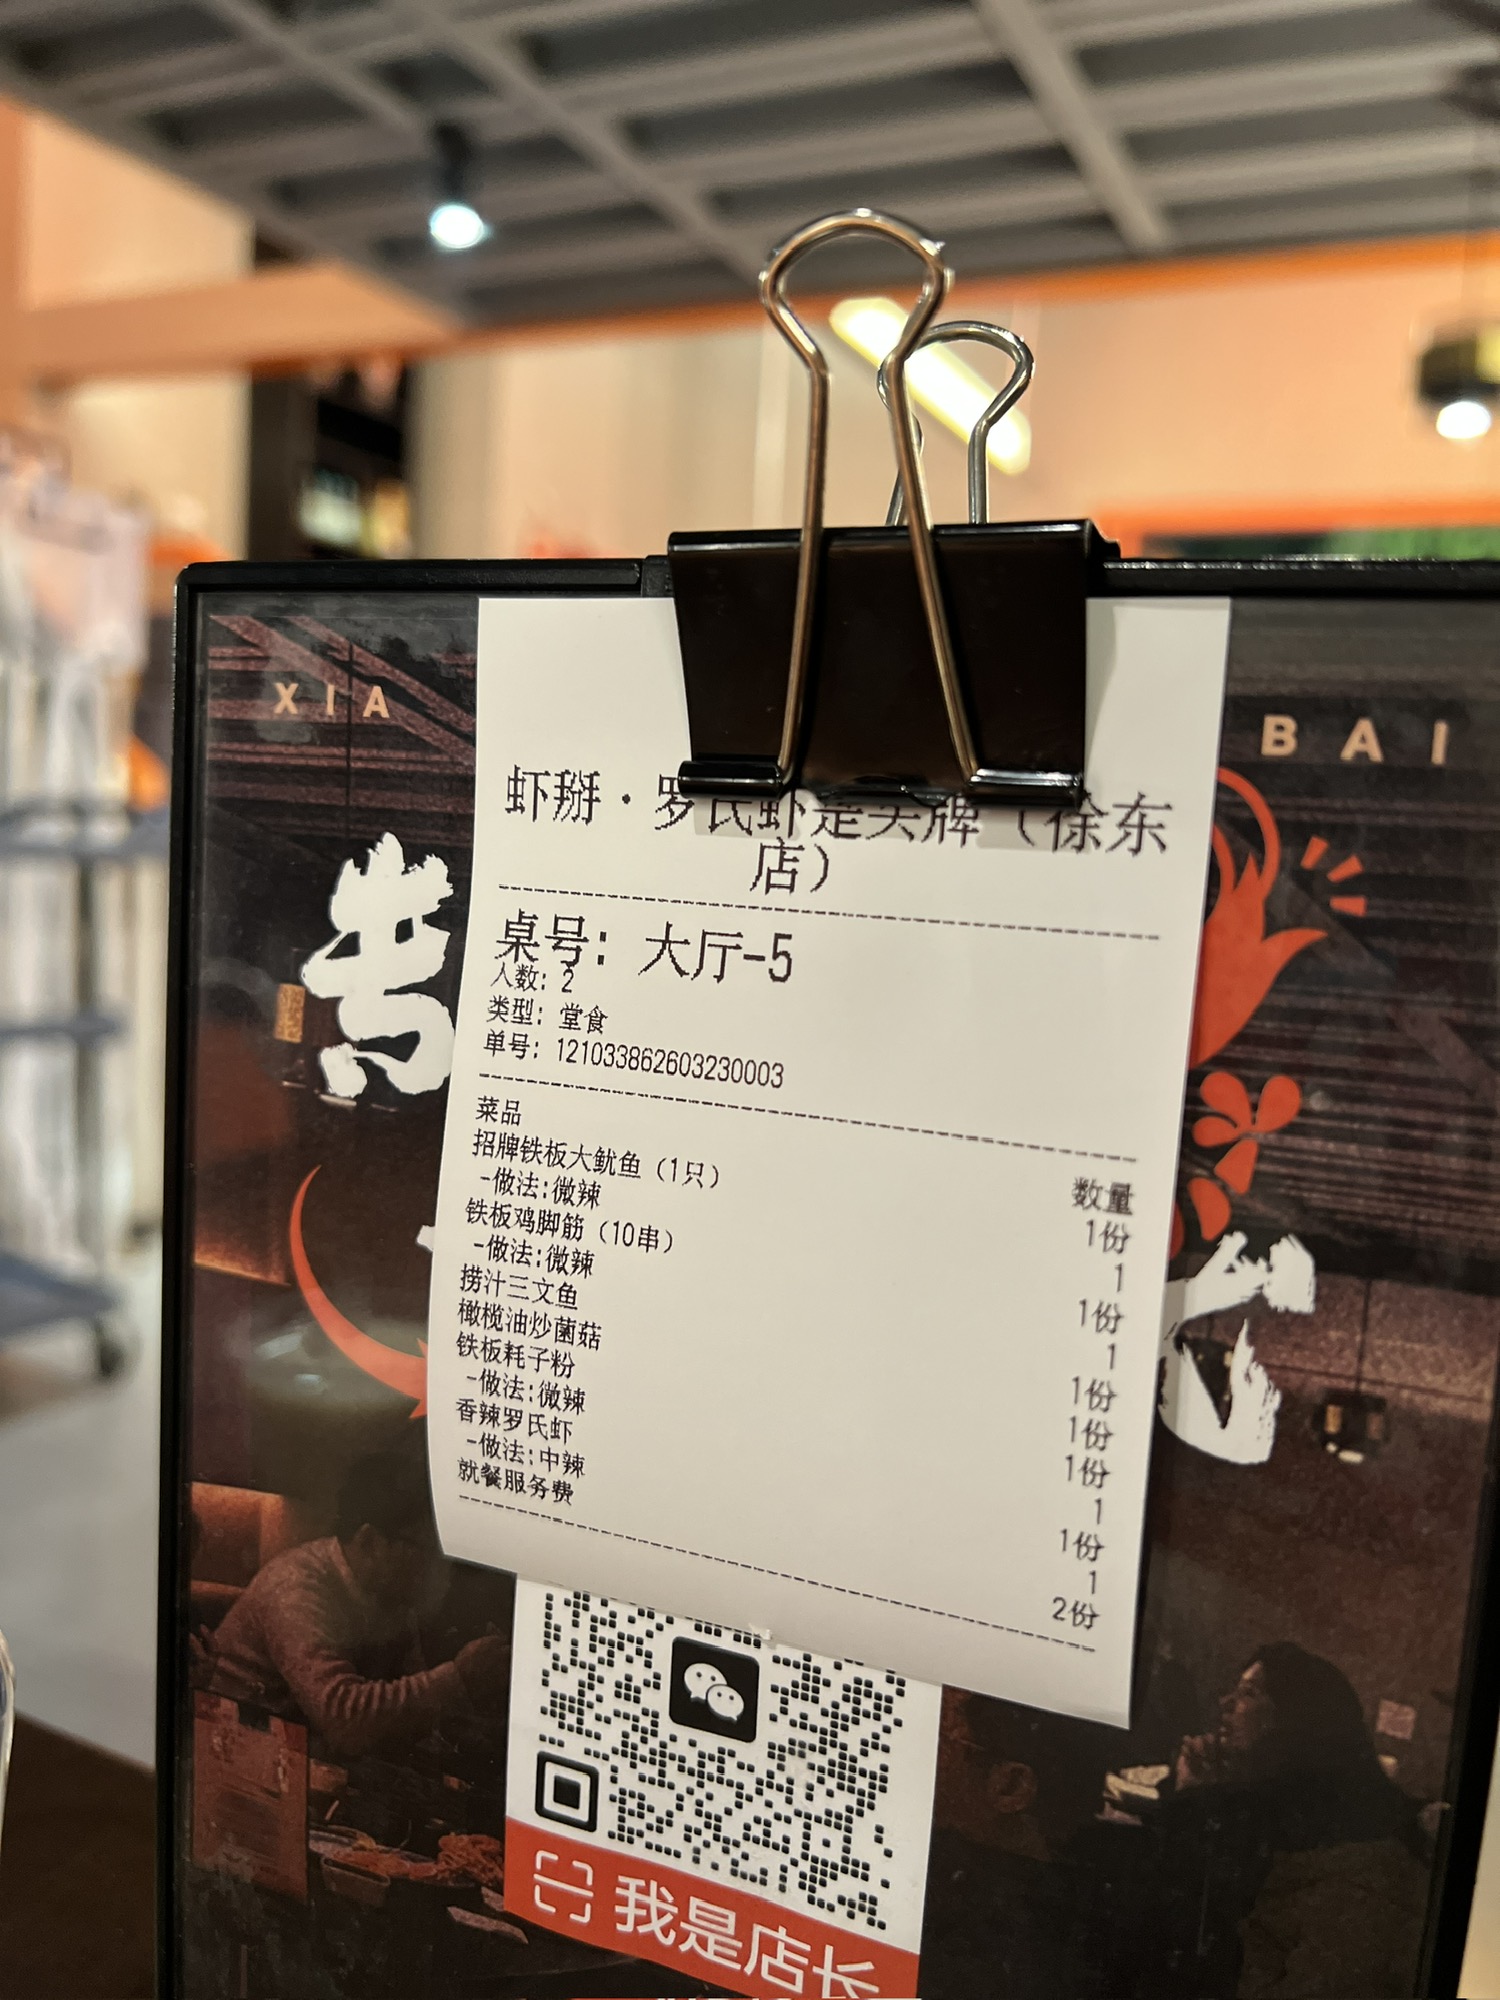 XIA
BAI
虾掰·罗氏虾是头牌（徐东
店）
桌号：大厅-5
人数：2
类型：堂食
单号：121033862603230003
菜品 数量
招牌铁板大鱿鱼（1只） 1份
-做法:微辣 1
铁板鸡脚筋（10串） 1份
-做法:微辣 1
捞汁三文鱼 1份
橄榄油炒菌菇 1份
铁板耗子粉 1份
-做法:微辣 1
香辣罗氏虾 1份
-做法:中辣 1
就餐服务费 2份
我是店长